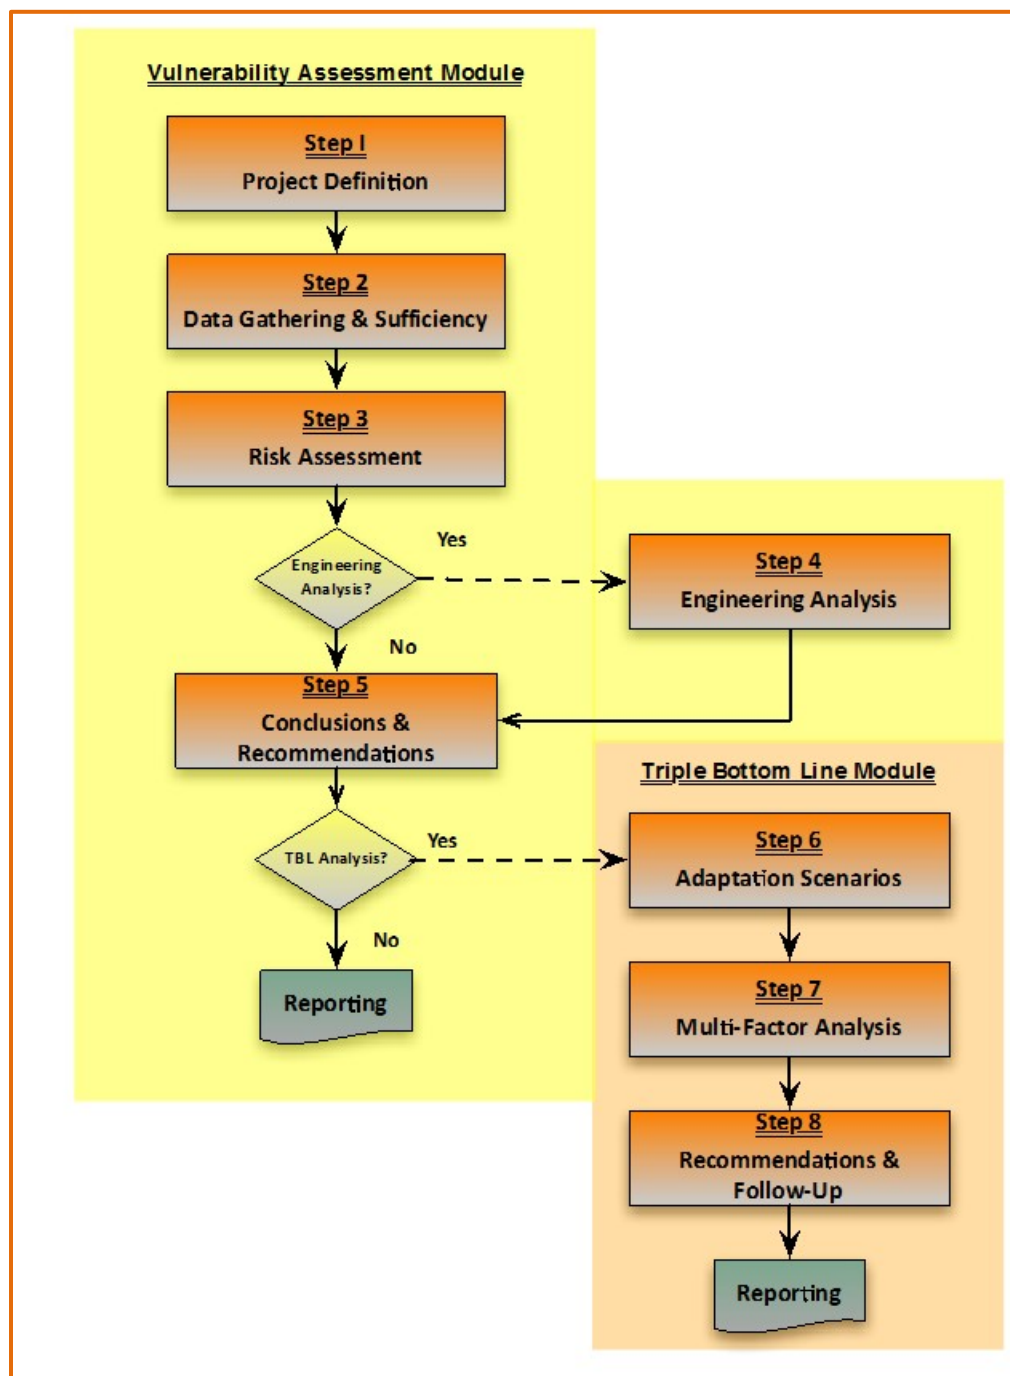 Vulnerability Assessment Module
Step I
Project Definition
Step 2
Data Gathering & Sufficiency
Step 3
Risk Assessment
Engineering
Analysis?
Yes
Step 4
Engineering Analysis
No
Step 5
Conclusions &
Recommendations
TBL Analysis?
Yes
No
Reporting
Triple Bottom Line Module
Step 6
Adaptation Scenarios
Step 7
Multi-Factor Analysis
Step 8
Recommendations &
Follow-Up
Reporting